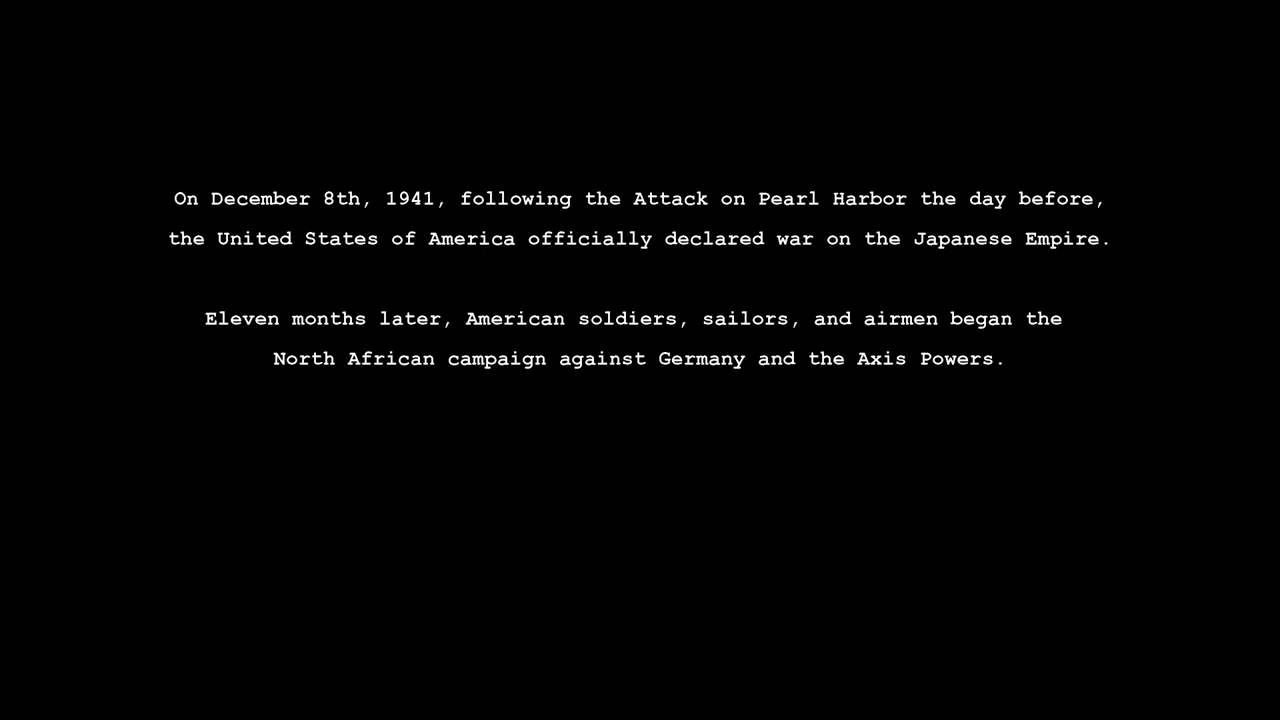 On December 8th, 1941, following the Attack on Pearl Harbor the day before,
the United States of America officially declared war on the Japanese Empire.
Eleven months later, American soldiers, sailors, and airmen began the
North African campaign against Germany and the Axis Powers.